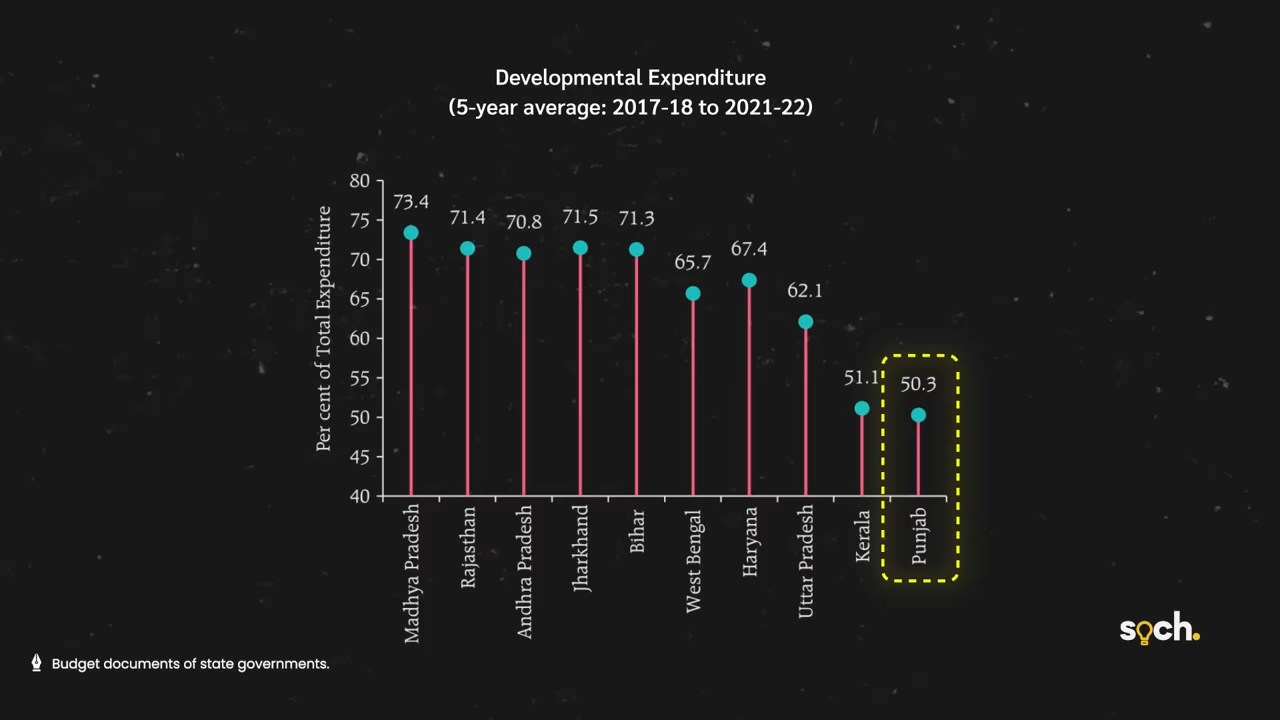 Developmental Expenditure
(5-year average: 2017-18 to 2021-22)
Per cent of Total Expenditure
80
75
70
65
60
55
50
45
40
73.4
71.4
70.8
71.5
71.3
65.7
67.4
62.1
51.1
50.3
Madhya Pradesh
Rajasthan
Andhra Pradesh
Jharkhand
Bihar
West Bengal
Haryana
Uttar Pradesh
Kerala
Punjab
soch.
Budget documents of state governments.